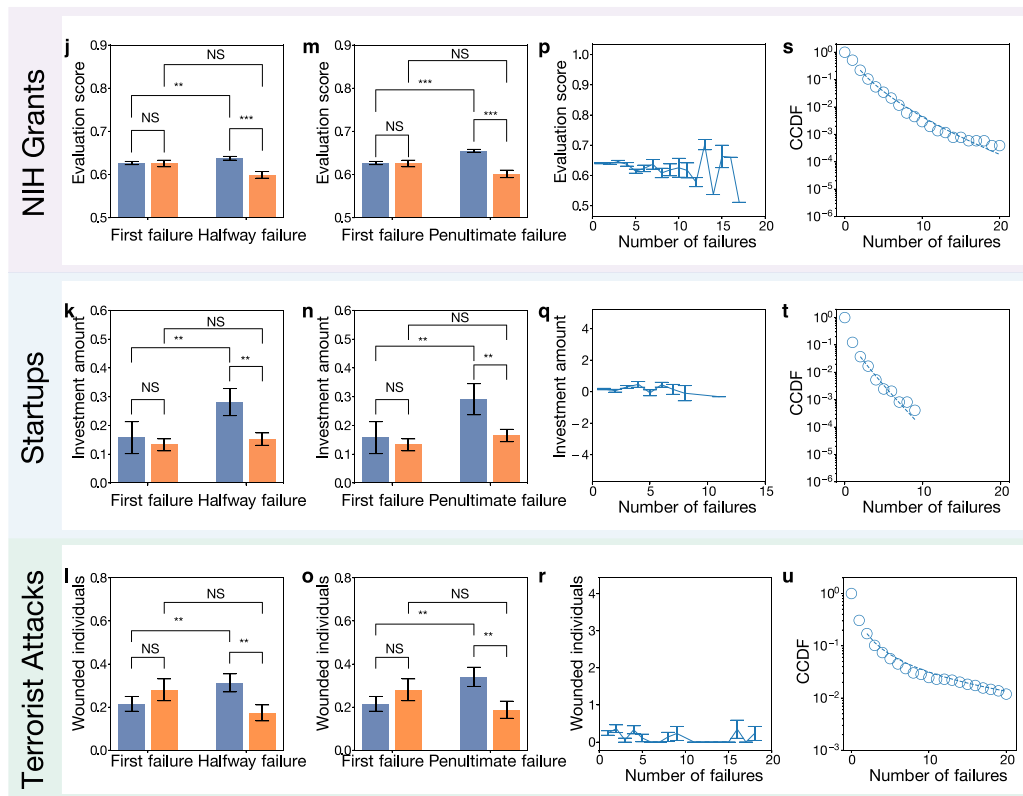 NIH Grants
j
Evaluation score
0.9
0.8
0.7
0.6
0.5
NS
**
NS
***
First failure Halfway failure
m
Evaluation score
0.9
0.8
0.7
0.6
0.5
NS
***
NS
***
First failure Penultimate failure
p
Evaluation score
1.0
0.9
0.8
0.7
0.6
0.5
0 5 10 15 20
Number of failures
s
CCDF
10^0
10^-1
10^-2
10^-3
10^-4
10^-5
10^-6
0 10 20
Number of failures
Startups
k
Investment amount
0.6
0.5
0.4
0.3
0.2
0.1
0.0
NS
**
NS
**
First failure Halfway failure
n
Investment amount
0.6
0.5
0.4
0.3
0.2
0.1
0.0
NS
**
NS
**
First failure Penultimate failure
q
Investment amount
4
2
0
−2
−4
0 5 10 15
Number of failures
t
CCDF
10^0
10^-1
10^-2
10^-3
10^-4
10^-5
10^-6
0 10 20
Number of failures
Terrorist Attacks
l
Wounded individuals
0.8
0.6
0.4
0.2
0.0
NS
**
NS
**
First failure Halfway failure
o
Wounded individuals
0.8
0.6
0.4
0.2
0.0
NS
**
NS
**
First failure Penultimate failure
r
Wounded individuals
4
3
2
1
0
0 5 10 15 20
Number of failures
u
CCDF
10^0
10^-1
10^-2
10^-3
0 10 20
Number of failures